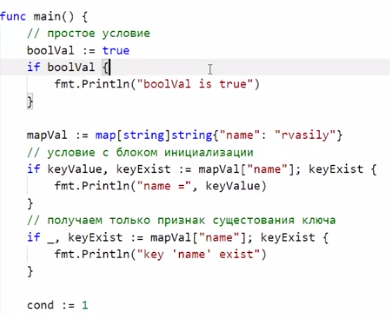 func main() {
// простое условие
boolVal := true
if boolVal {
fmt.Println("boolVal is true")
}
mapVal := map[string]string{"name": "rvasily"}
// условие с блоком инициализации
if keyValue, keyExist := mapVal["name"]; keyExist {
fmt.Println("name =", keyValue)
}
// получаем только признак сущестования ключа
if _, keyExist := mapVal["name"]; keyExist {
fmt.Println("key 'name' exist")
}
cond := 1